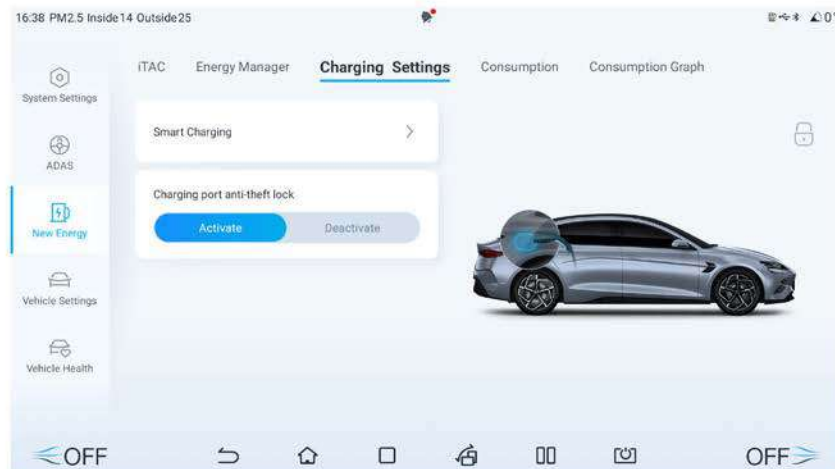 16:38 PM2.5 Inside14 Outside25
iTAC Energy Manager Charging Settings Consumption Consumption Graph
System Settings
Smart Charging
ADAS
Charging port anti-theft lock
Activate Deactivate
New Energy
Vehicle Settings
Vehicle Health
OFF OFF